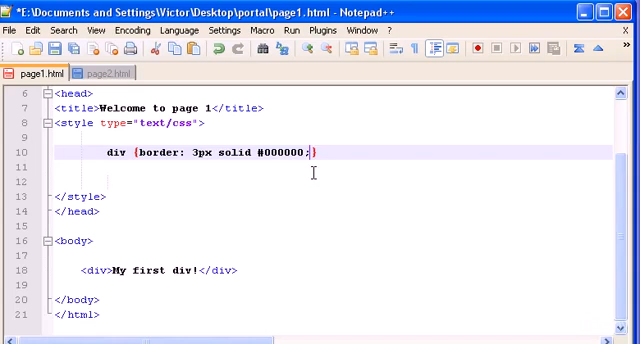 *E:\Documents and Settings\Victor\Desktop\portal\page1.html - Notepad++
File Edit Search View Encoding Language Settings Macro Run Plugins Window ?
page1.html page2.html
6 <head>
7 <title>Welcome to page 1</title>
8 <style type="text/css">
9
10 div {border: 3px solid #000000;}
11
12
13 </style>
14 </head>
15
16 <body>
17
18 <div>My first div!</div>
19
20 </body>
21 </html>